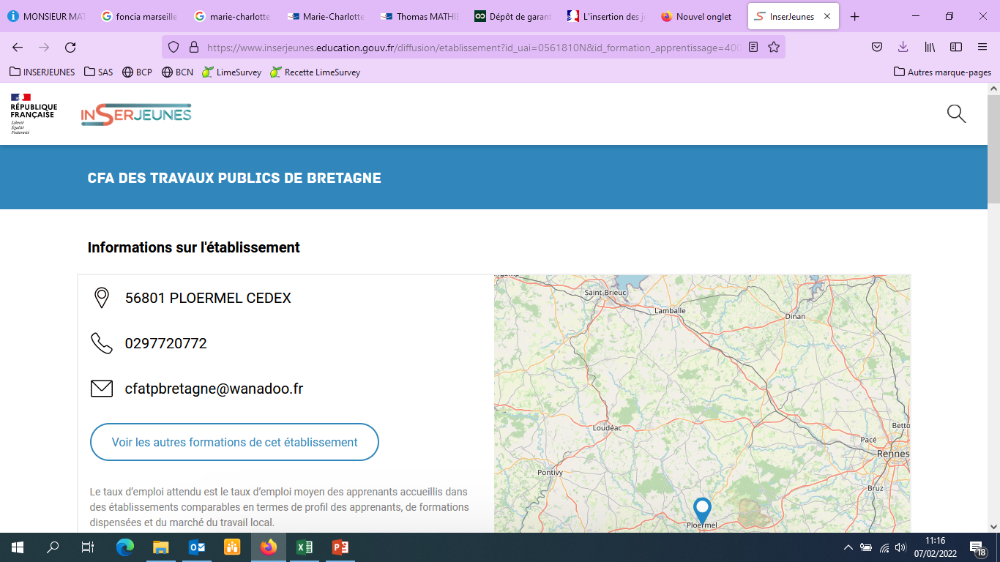 MONSIEUR MAT
foncia marseille
marie-charlotte
Marie-Charlotte
Thomas MATHIE
Dépôt de garant
L'insertion des je
Nouvel onglet
InserJeunes
https://www.inserjeunes.education.gouv.fr/diffusion/etablissement?id_uai=0561810N&id_formation_apprentissage=400
INSERJEUNES
SAS
BCP
BCN
LimeSurvey
Recette LimeSurvey
Autres marque-pages
RÉPUBLIQUE
FRANÇAISE
Liberté
Égalité
Fraternité
INSERJEUNES
CFA DES TRAVAUX PUBLICS DE BRETAGNE
Informations sur l'établissement
56801 PLOERMEL CEDEX
0297720772
cfatpbretagne@wanadoo.fr
Voir les autres formations de cet établissement
Le taux d’emploi attendu est le taux d’emploi moyen des apprenants accueillis dans
des établissements comparables en termes de profil des apprenants, de formations
dispensées et du marché du travail local.
Saint-Brieuc
Lamballe
Dinan
Loudéac
Betto
Pacé
Rennes
Pontivy
Bruz
Ploërmel
11:16
07/02/2022
18